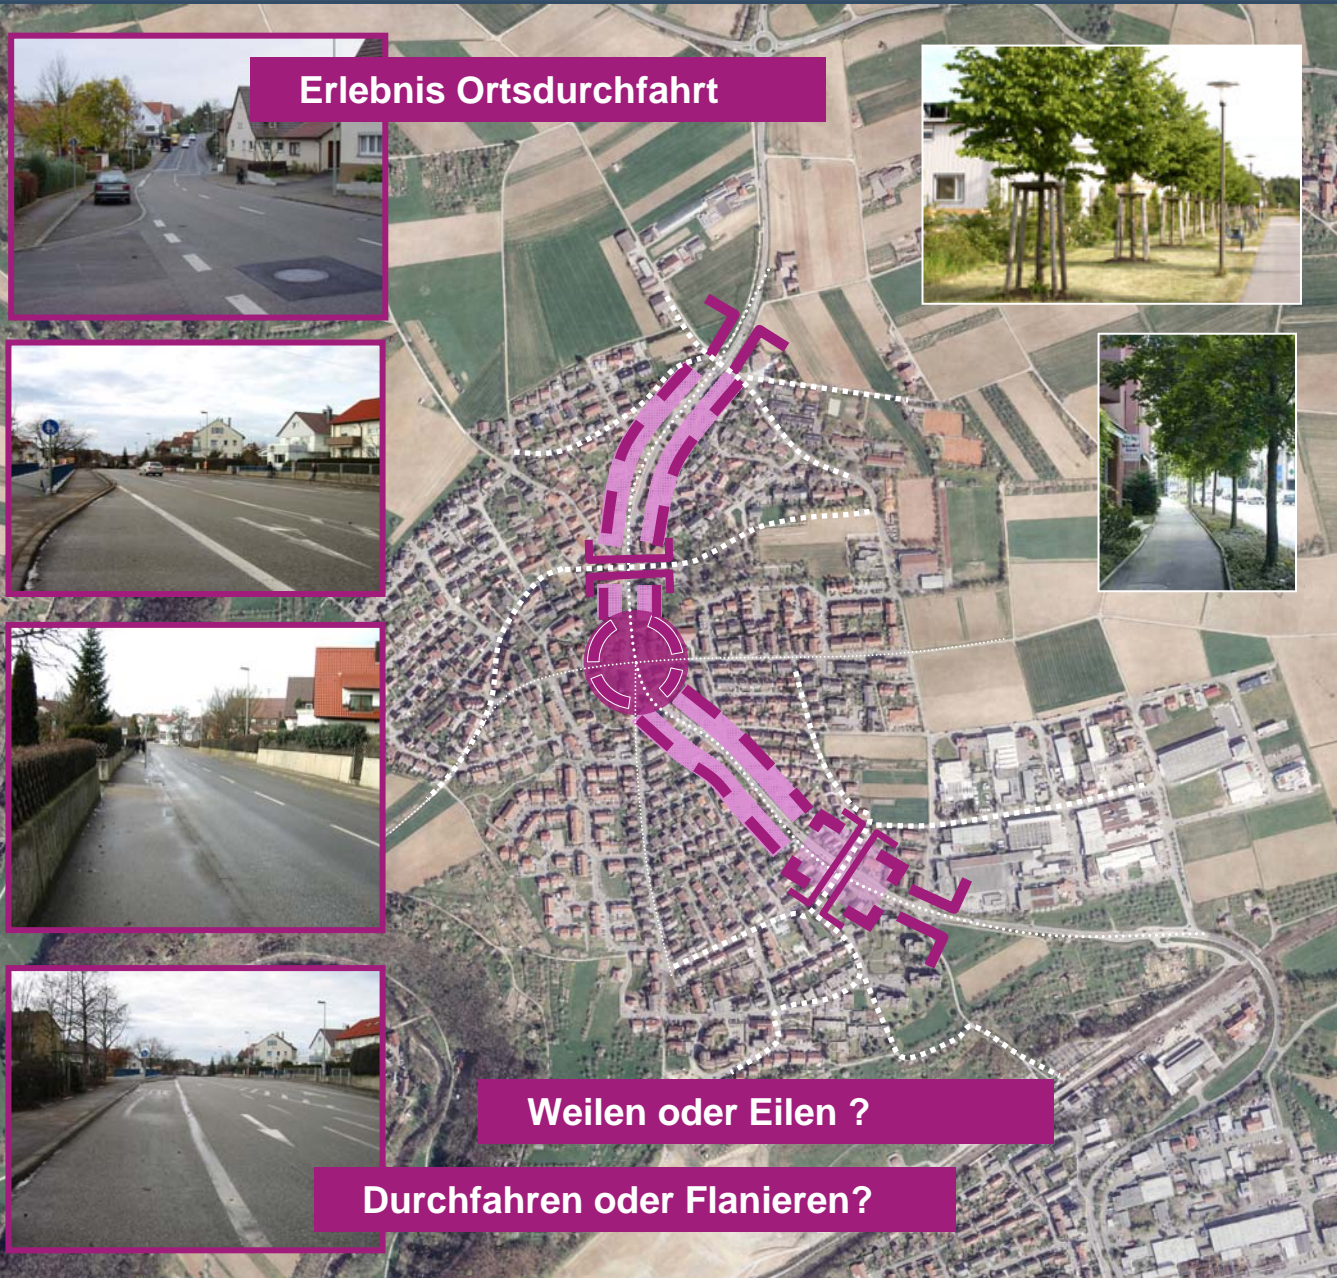 Erlebnis Ortsdurchfahrt
Weilen oder Eilen ?
Durchfahren oder Flanieren?